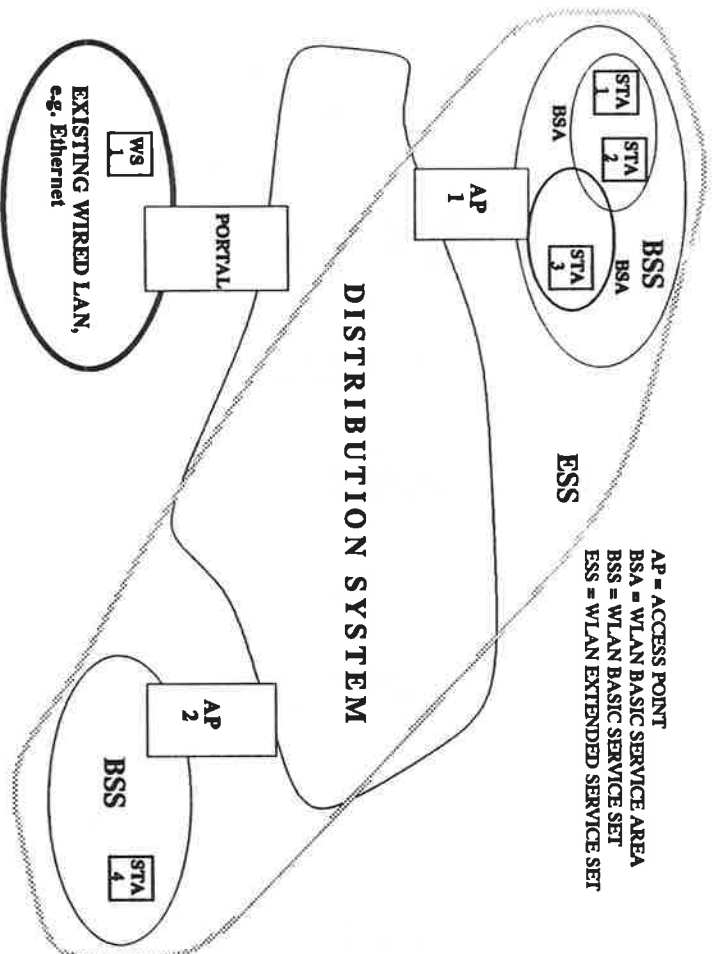 AP = ACCESS POINT
BSA = WLAN BASIC SERVICE AREA
BSS = WLAN BASIC SERVICE SET
ESS = WLAN EXTENDED SERVICE SET
BSS
ESS
BSA
BSA
STA
1
STA
2
STA
3
AP
1
DISTRIBUTION SYSTEM
PORTAL
AP
2
WS
1
EXISTING WIRED LAN,
e.g. Ethernet
BSS
STA
4